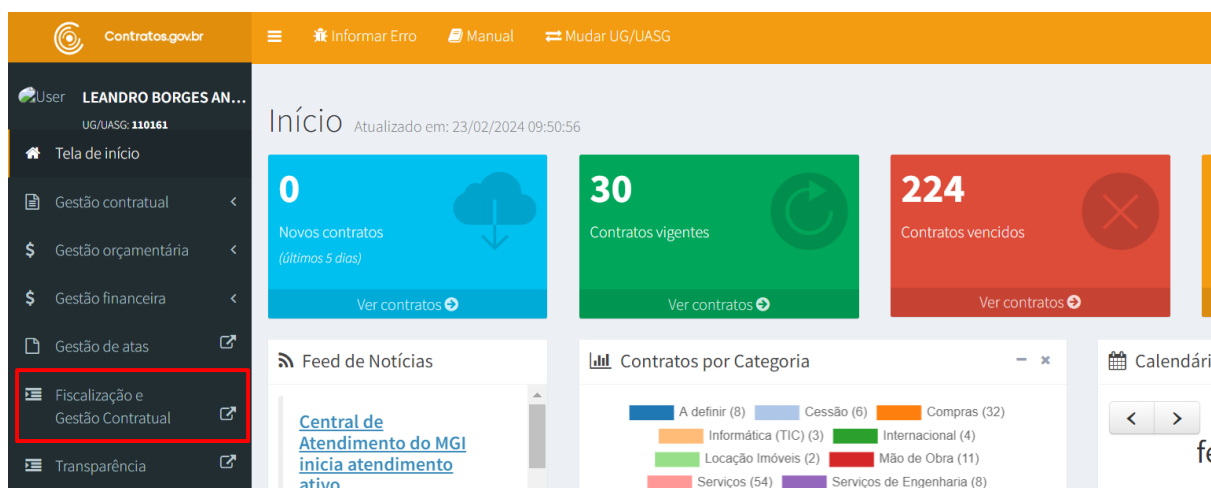 Contratos.gov.br
Informar Erro
Manual
Mudar UG/UASG
User
LEANDRO BORGES AN...
UG/UASG: 110161
Tela de início
Gestão contratual
Gestão orçamentária
Gestão financeira
Gestão de atas
Fiscalização e
Gestão Contratual
Transparência
Início Atualizado em: 23/02/2024 09:50:56
0
Novos contratos
(últimos 5 dias)
Ver contratos
30
Contratos vigentes
Ver contratos
224
Contratos vencidos
Ver contratos
Feed de Notícias
Central de
Atendimento do MGI
inicia atendimento
ativo
Contratos por Categoria
A definir (8) Cessão (6) Compras (32)
Informática (TIC) (3) Internacional (4)
Locação Imóveis (2) Mão de Obra (11)
Serviços (54) Serviços de Engenharia (8)
Calendári
fe